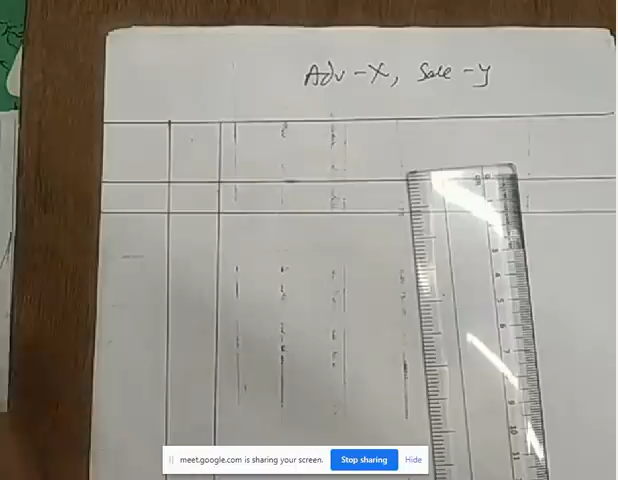 Adv - X, Sale - y
meet.google.com is sharing your screen. Stop sharing Hide